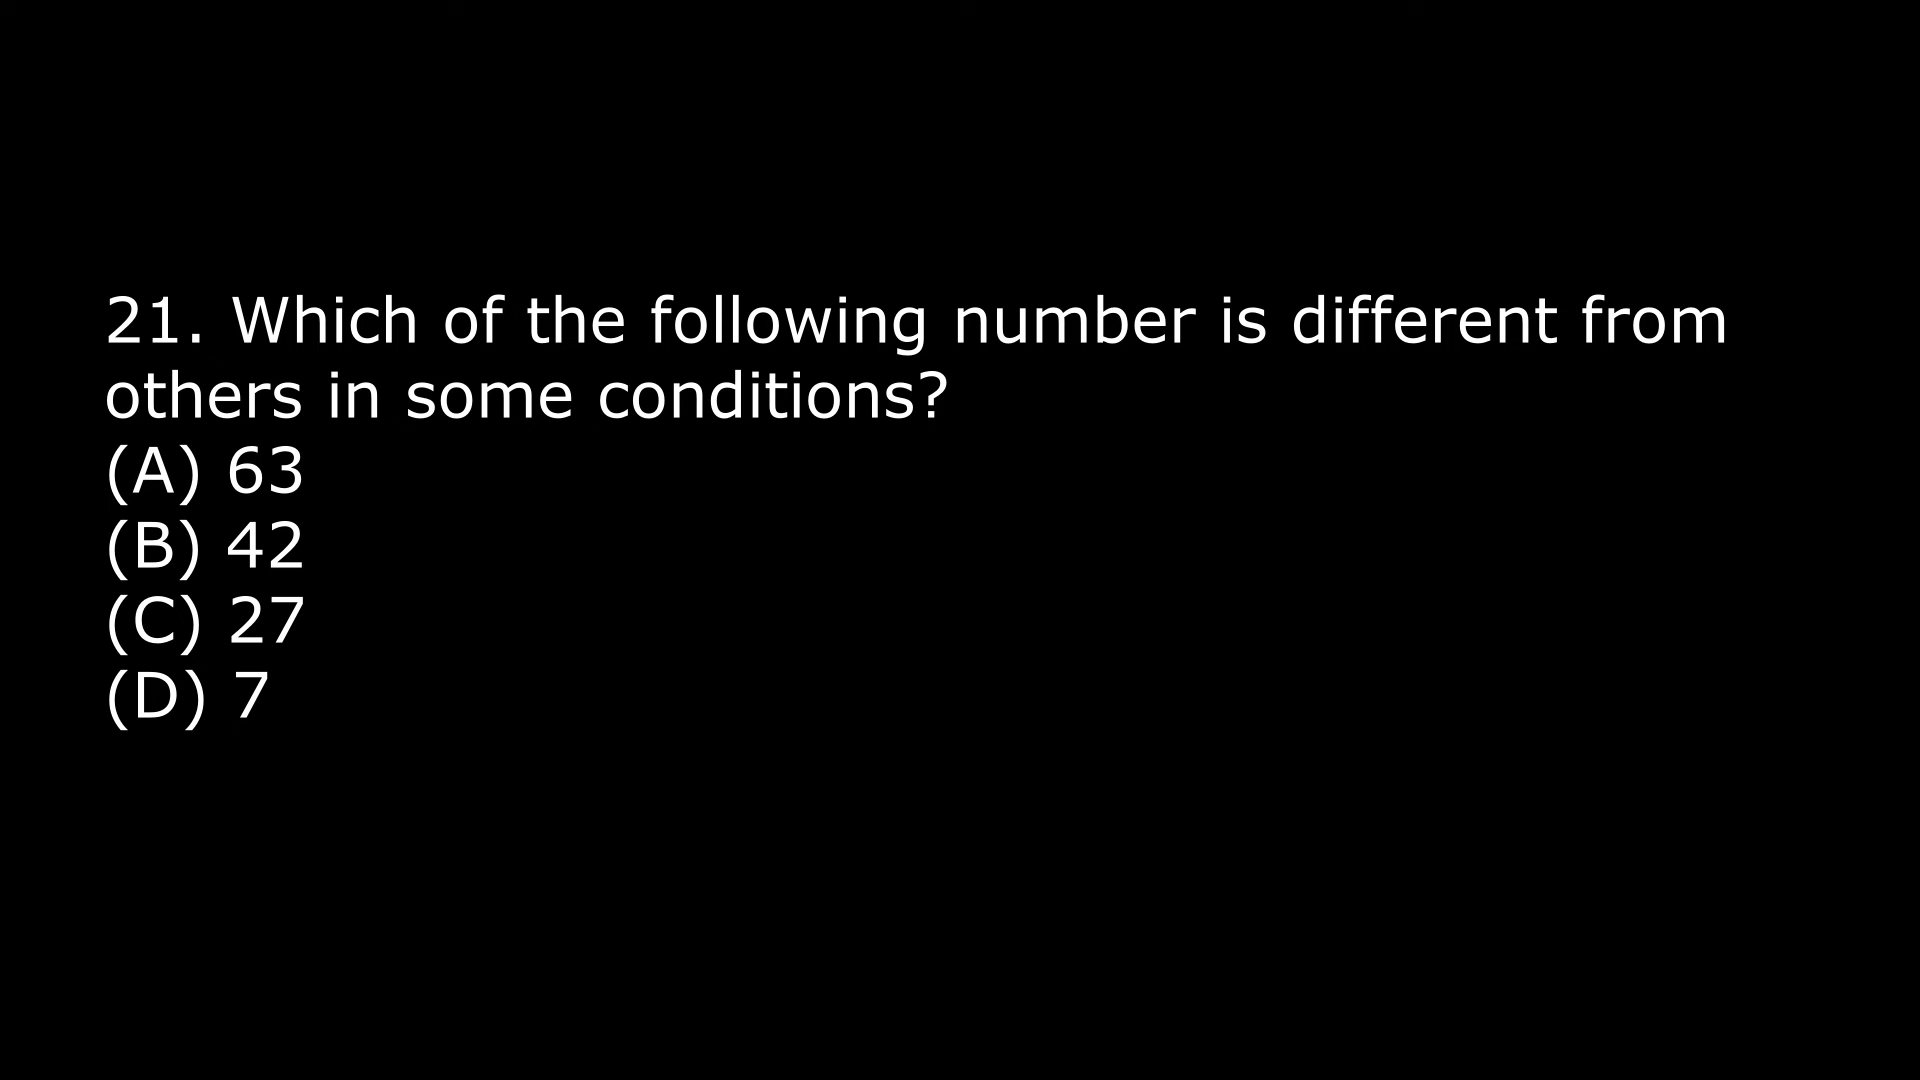 21. Which of the following number is different from
others in some conditions?
(A) 63
(B) 42
(C) 27
(D) 7